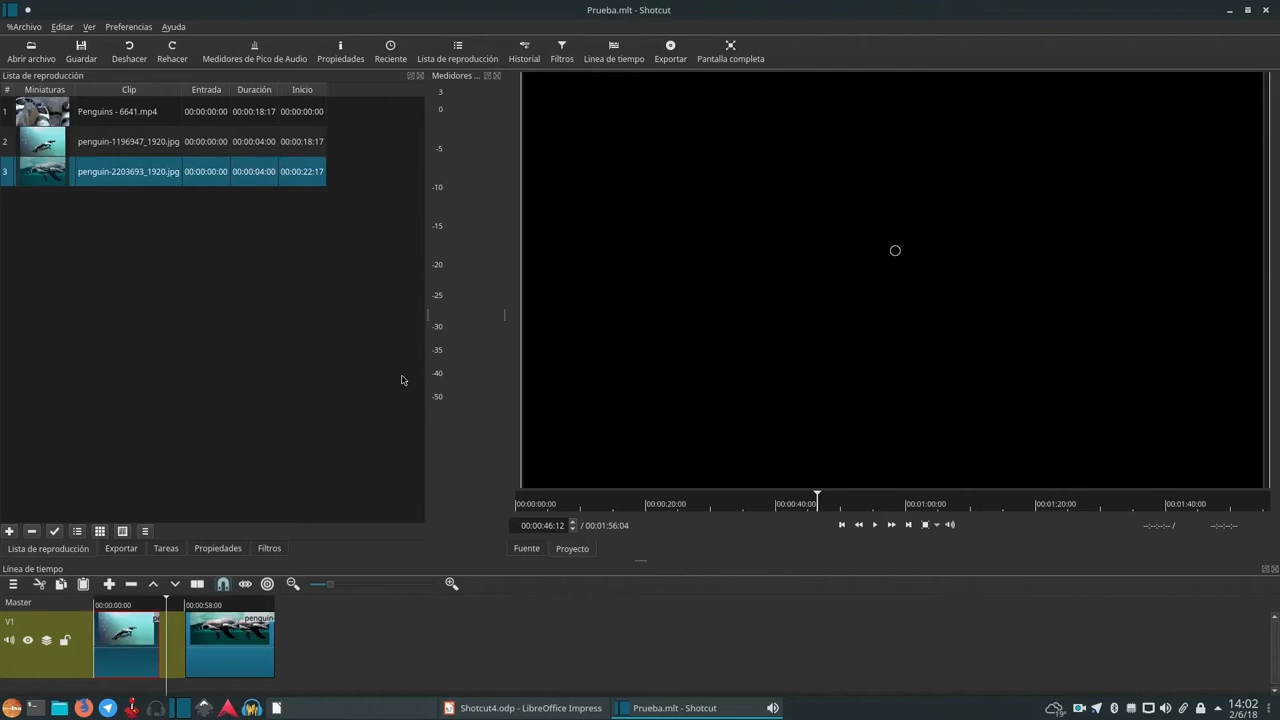 Prueba.mlt - Shotcut
%Archivo Editar Ver Preferencias Ayuda
Abrir archivo Guardar Deshacer Rehacer Medidores de Pico de Audio Propiedades Reciente Lista de reproducción Historial Filtros Linea de tiempo Exportar Pantalla completa
Lista de reproducción
# Miniaturas Clip Entrada Duración Inicio
1 Penguins - 6641.mp4 00:00:00:00 00:00:18:17 00:00:00:00
2 penguin-1196947_1920.jpg 00:00:00:00 00:00:04:00 00:00:18:17
3 penguin-2203693_1920.jpg 00:00:00:00 00:00:04:00 00:00:22:17
Medidores ...
3
0
-5
-10
-15
-20
-25
-30
-35
-40
-50
00:00:00:00 00:00:20:00 00:00:40:00 00:01:00:00 00:01:20:00 00:01:40:00
00:00:46:12 / 00:01:56:04 --:--:--:-- / --:--:--:--
Fuente Proyecto
Lista de reproducción Exportar Tareas Propiedades Filtros
Línea de tiempo
Master 00:00:00:00 00:00:58:00
V1 pe penguin-
Shotcut4.odp - LibreOffice Impress Prueba.mlt - Shotcut
19°
14:02
2/6/18